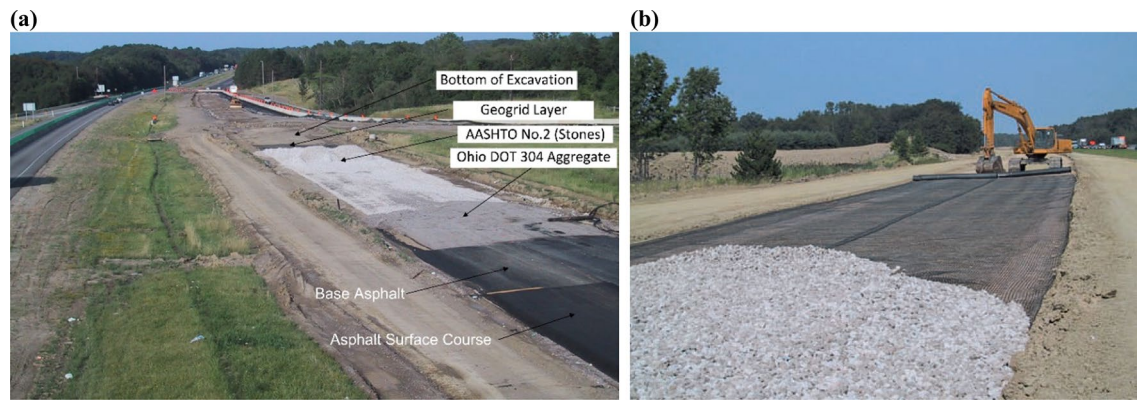 (a)
Bottom of Excavation
Geogrid Layer
AASHTO No.2 (Stones)
Ohio DOT 304 Aggregate
Base Asphalt
Asphalt Surface Course
(b)